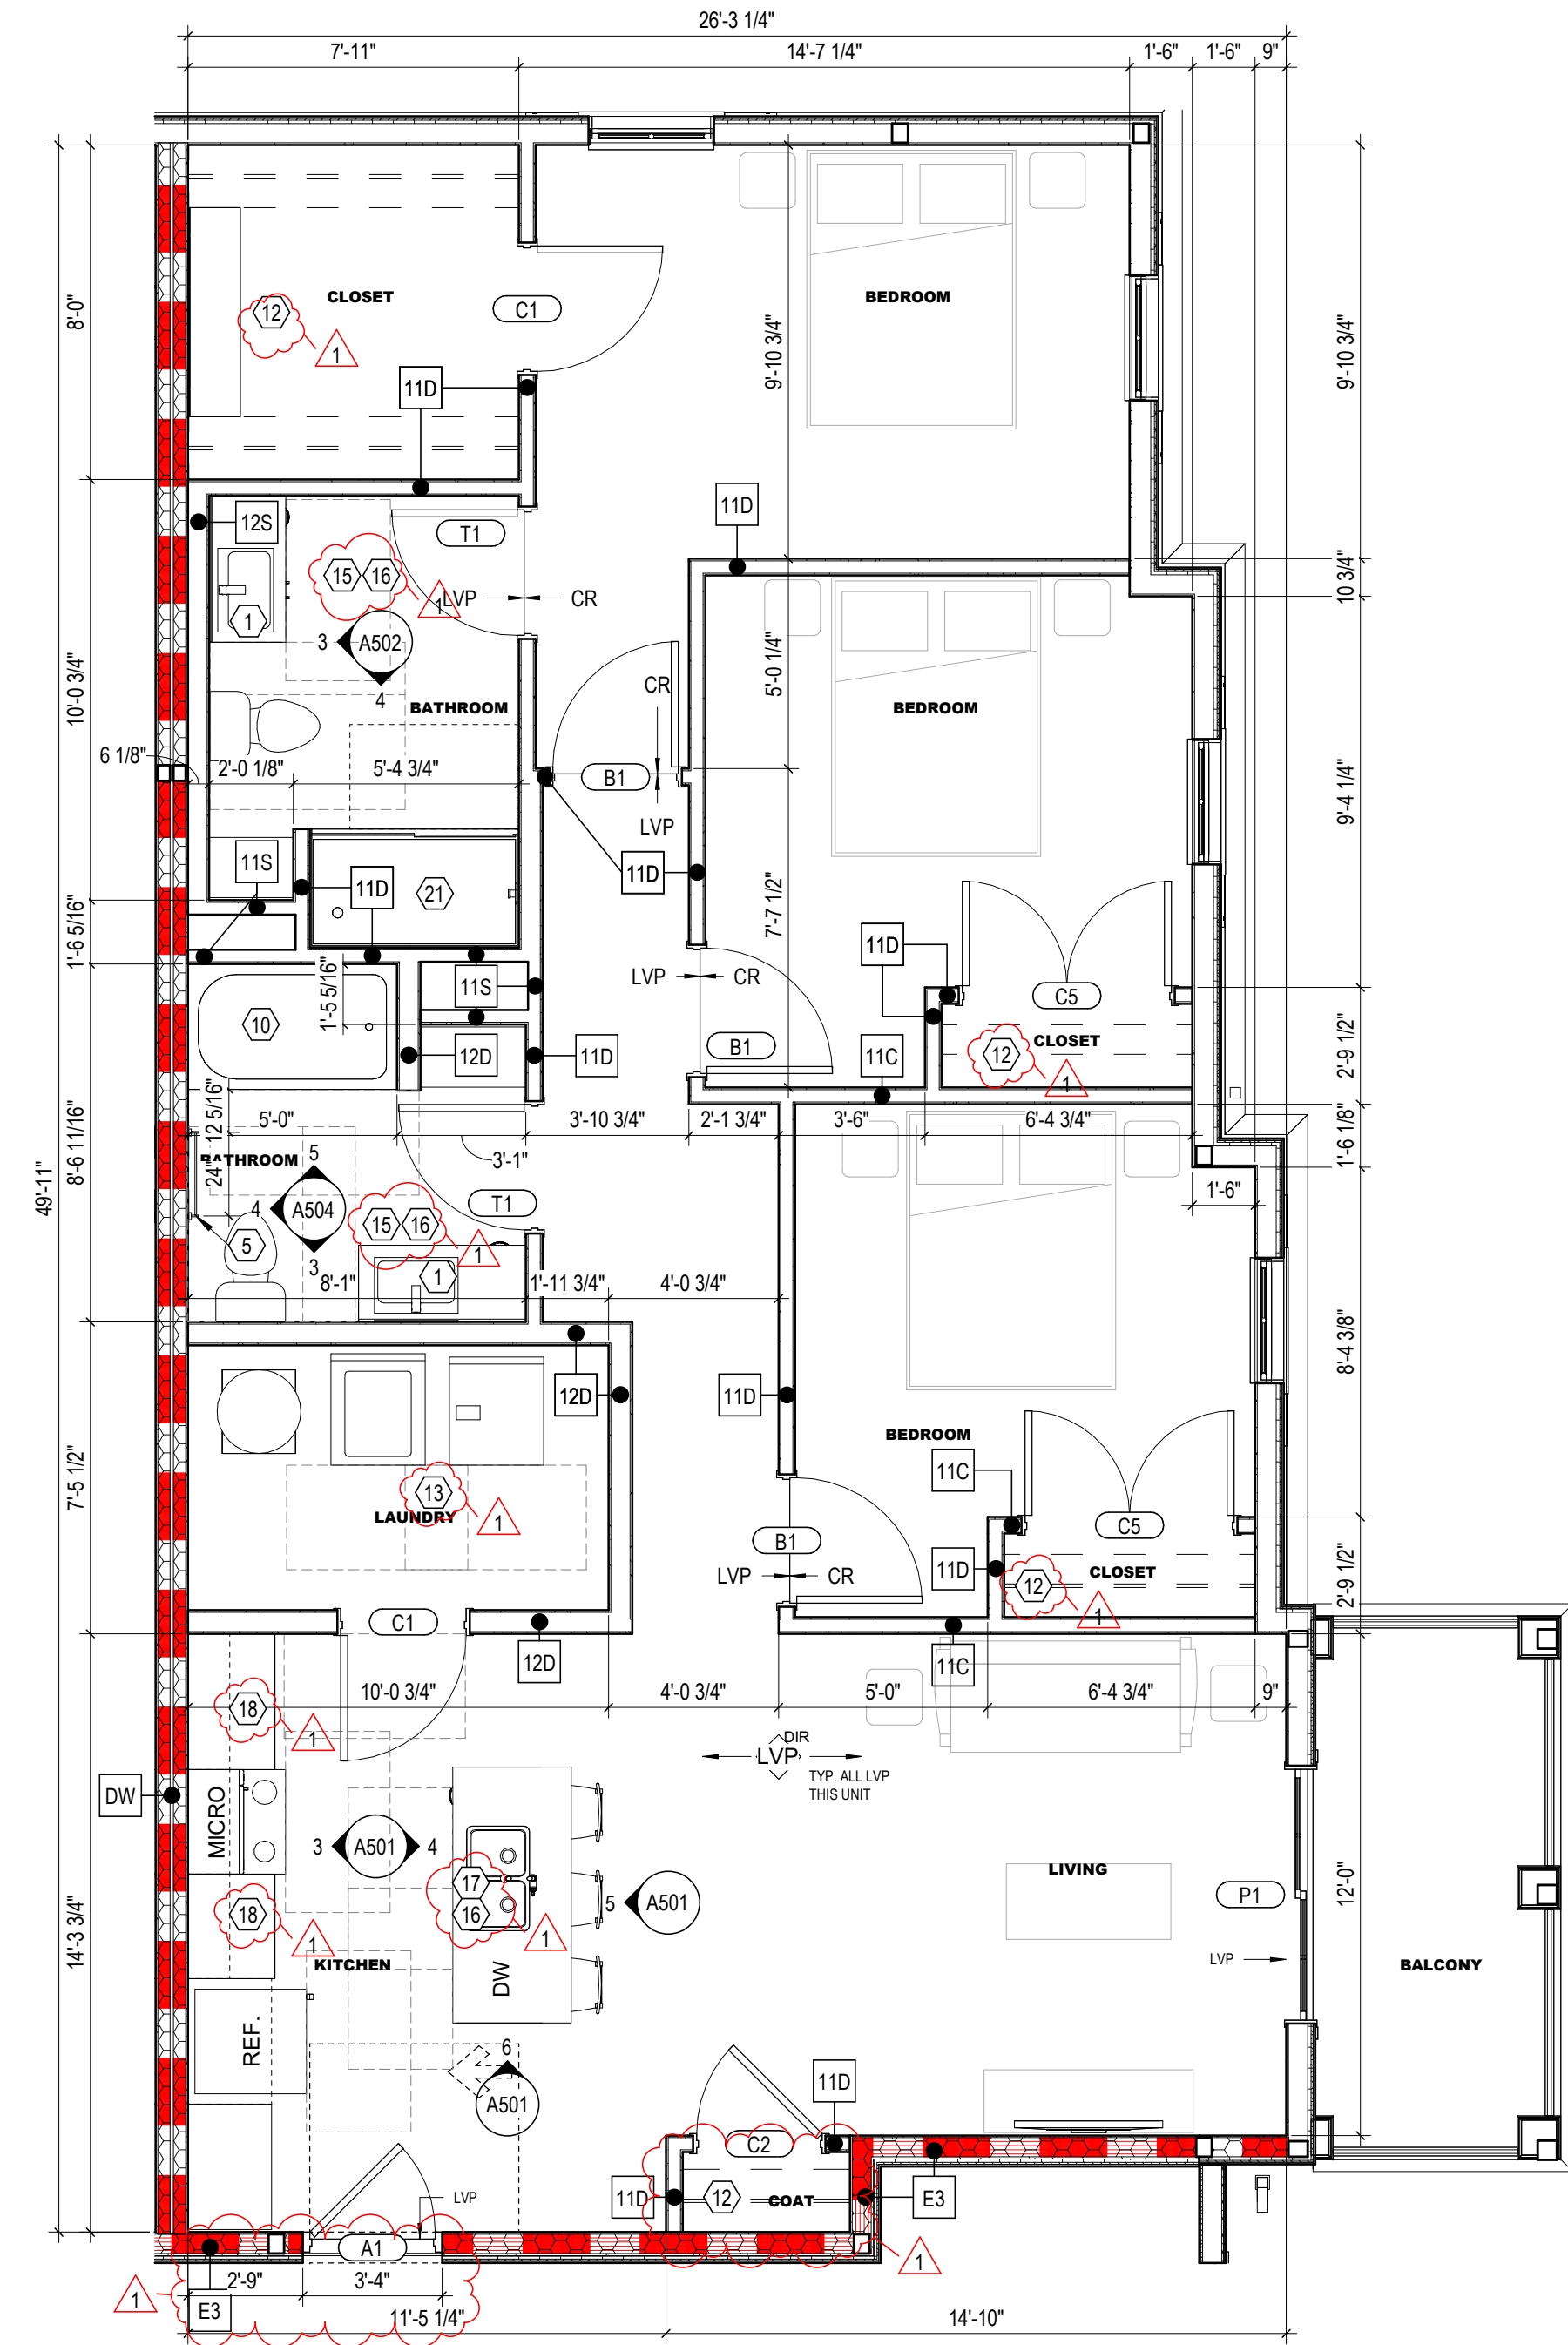 26'-3 1/4"
7'-11"
14'-7 1/4"
1'-6"
1'-6"
9"
8'-0"
CLOSET
12
1
C1
BEDROOM
9'-10 3/4"
9'-10 3/4"
11D
12S
T1
11D
15
16
1
LVP
CR
10 3/4"
1
3
A502
4
5'-0 1/4"
CR
10'-0 3/4"
BATHROOM
BEDROOM
6 1/8"
2'-0 1/8"
5'-4 3/4"
B1
9'-4 1/4"
LVP
11S
11D
21
11D
7'-7 1/2"
1'-6 5/16"
11D
LVP
CR
11S
C5
10
1'-5 5/16"
12D
11D
B1
11C
12
CLOSET
1
2'-9 1/2"
12 5/16"
5'-0"
3'-10 3/4"
2'-1 3/4"
3'-6"
6'-4 3/4"
1'-6 1/8"
49'-11"
8'-6 11/16"
BATHROOM
24"
5
3'-1"
4
A504
3
T1
1'-6"
15
16
1
5
1
8'-1"
1'-11 3/4"
4'-0 3/4"
8'-4 3/8"
12D
11D
BEDROOM
11C
7'-5 1/2"
13
LAUNDRY
1
B1
C5
LVP
CR
11D
12
CLOSET
1
2'-9 1/2"
C1
12D
11C
10'-0 3/4"
4'-0 3/4"
5'-0"
6'-4 3/4"
9"
18
1
DIR
LVP
TYP. ALL LVP
THIS UNIT
DW
MICRO
3
A501
4
17
16
1
5
A501
LIVING
P1
12'-0"
18
1
14'-3 3/4"
KITCHEN
DW
LVP
BALCONY
REF.
6
A501
11D
C2
11D
12
COAT
E3
LVP
A1
1
2'-9"
3'-4"
1
E3
11'-5 1/4"
14'-10"